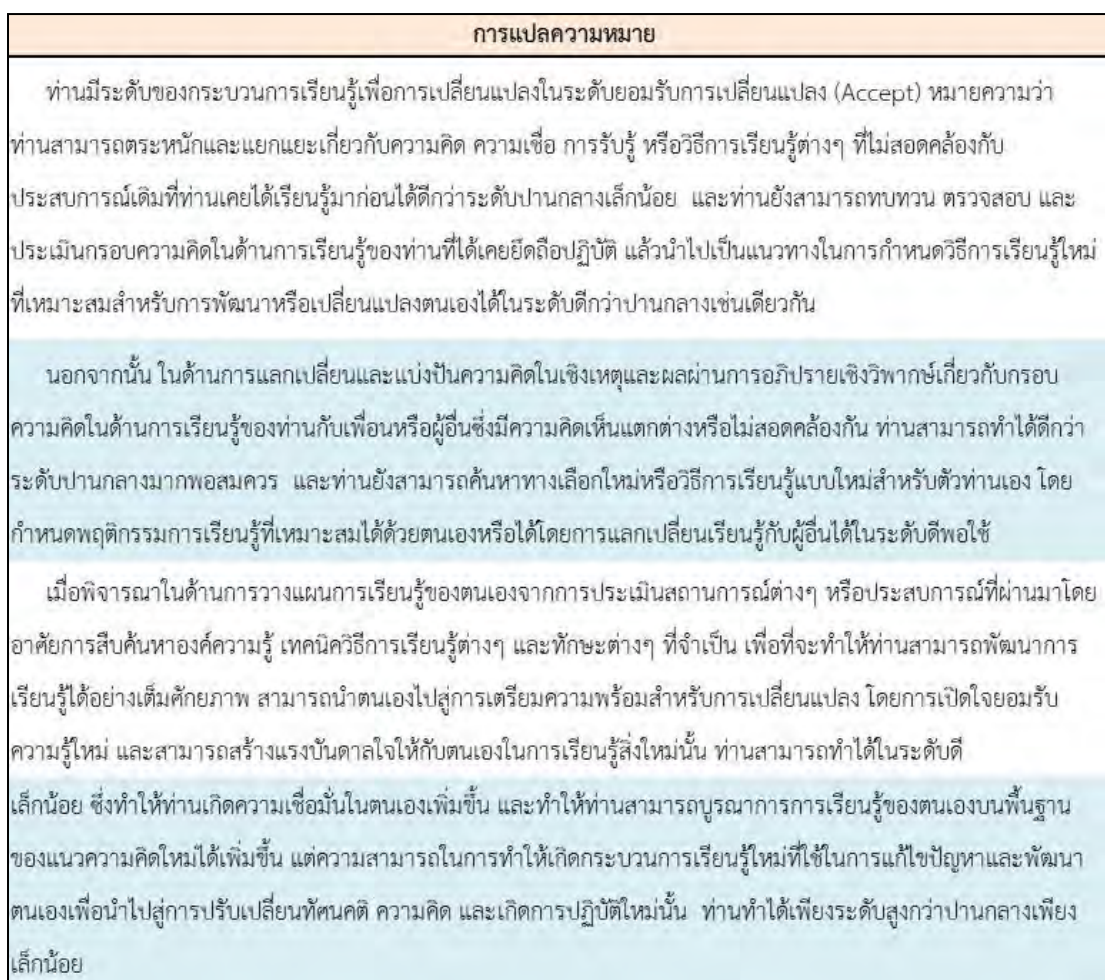 การแปลความหมาย
ท่านมีระดับของกระบวนการเรียนรู้เพื่อการเปลี่ยนแปลงในระดับยอมรับการเปลี่ยนแปลง (Accept) หมายความว่า
ท่านสามารถตระหนักและแยกแยะเกี่ยวกับความคิด ความเชื่อ การรับรู้ หรือวิธีการเรียนรู้ต่างๆ ที่ไม่สอดคล้องกับ
ประสบการณ์เดิมที่ท่านเคยได้เรียนรู้มาก่อนได้ดีกว่าระดับปานกลางเล็กน้อย และท่านยังสามารถทบทวน ตรวจสอบ และ
ประเมินกรอบความคิดในด้านการเรียนรู้ของท่านที่ได้เคยยึดถือปฏิบัติ แล้วนำไปเป็นแนวทางในการกำหนดวิธีการเรียนรู้ใหม่
ที่เหมาะสมสำหรับการพัฒนาหรือเปลี่ยนแปลงตนเองได้ในระดับดีกว่าปานกลางเช่นเดียวกัน
นอกจากนั้น ในด้านการแลกเปลี่ยนและแบ่งปันความคิดในเชิงเหตุและผลผ่านการอภิปรายเชิงวิพากษ์เกี่ยวกับกรอบ
ความคิดในด้านการเรียนรู้ของท่านกับเพื่อนหรือผู้อื่นซึ่งมีความคิดเห็นแตกต่างหรือไม่สอดคล้องกัน ท่านสามารถทำได้ดีกว่า
ระดับปานกลางมากพอสมควร และท่านยังสามารถค้นหาทางเลือกใหม่หรือวิธีการเรียนรู้แบบใหม่สำหรับตัวท่านเอง โดย
กำหนดพฤติกรรมการเรียนรู้ที่เหมาะสมได้ด้วยตนเองหรือได้โดยการแลกเปลี่ยนเรียนรู้กับผู้อื่นได้ในระดับดีพอใช้
เมื่อพิจารณาในด้านการวางแผนการเรียนรู้ของตนเองจากการประเมินสถานการณ์ต่างๆ หรือประสบการณ์ที่ผ่านมาโดย
อาศัยการสืบค้นหาองค์ความรู้ เทคนิควิธีการเรียนรู้ต่างๆ และทักษะต่างๆ ที่จำเป็น เพื่อที่จะทำให้ท่านสามารถพัฒนาการ
เรียนรู้ได้อย่างเต็มศักยภาพ สามารถนำตนเองไปสู่การเตรียมความพร้อมสำหรับการเปลี่ยนแปลง โดยการเปิดใจยอมรับ
ความรู้ใหม่ และสามารถสร้างแรงบันดาลใจให้กับตนเองในการเรียนรู้สิ่งใหม่นั้น ท่านสามารถทำได้ในระดับดี
เล็กน้อย ซึ่งทำให้ท่านเกิดความเชื่อมั่นในตนเองเพิ่มขึ้น และทำให้ท่านสามารถบูรณาการการเรียนรู้ของตนเองบนพื้นฐาน
ของแนวความคิดใหม่ได้เพิ่มขึ้น แต่ความสามารถในการทำให้เกิดกระบวนการเรียนรู้ใหม่ที่ใช้ในการแก้ไขปัญหาและพัฒนา
ตนเองเพื่อนำไปสู่การปรับเปลี่ยนทัศนคติ ความคิด และเกิดการปฏิบัติใหม่นั้น ท่านทำได้เพียงระดับสูงกว่าปานกลางเพียง
เล็กน้อย